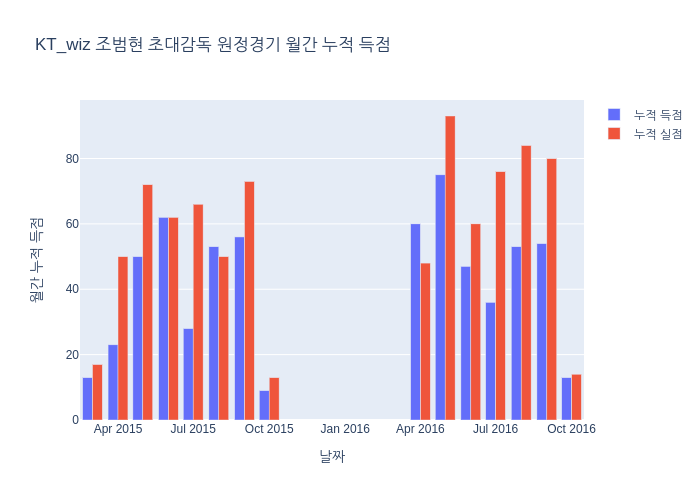 KT_wiz 조범현 초대감독 원정경기 월간 누적 득점
누적 득점
누적 실점
월간 누적 득점
80
60
40
20
0
Apr 2015
Jul 2015
Oct 2015
Jan 2016
Apr 2016
Jul 2016
Oct 2016
날짜